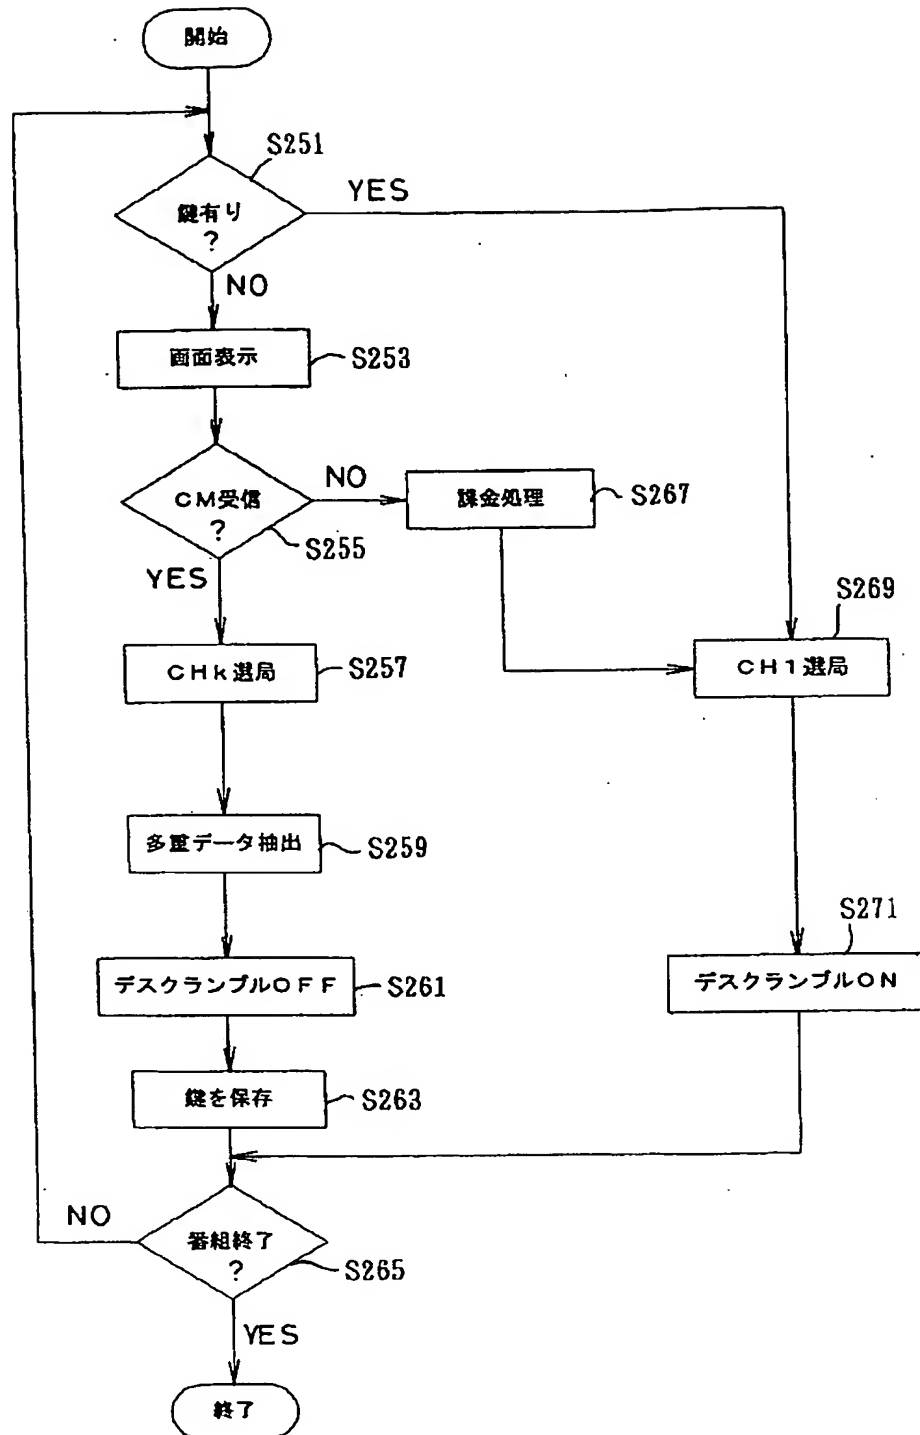 開始
S251
鍵有り
?
YES
NO
画面表示
S253
CM受信
?
NO
S255
YES
課金処理
S267
CHk選局
S257
S269
CH1選局
多重データ抽出
S259
デスクランブルOFF
S261
S271
デスクランブルON
鍵を保存
S263
番組終了
?
NO
S265
YES
終了